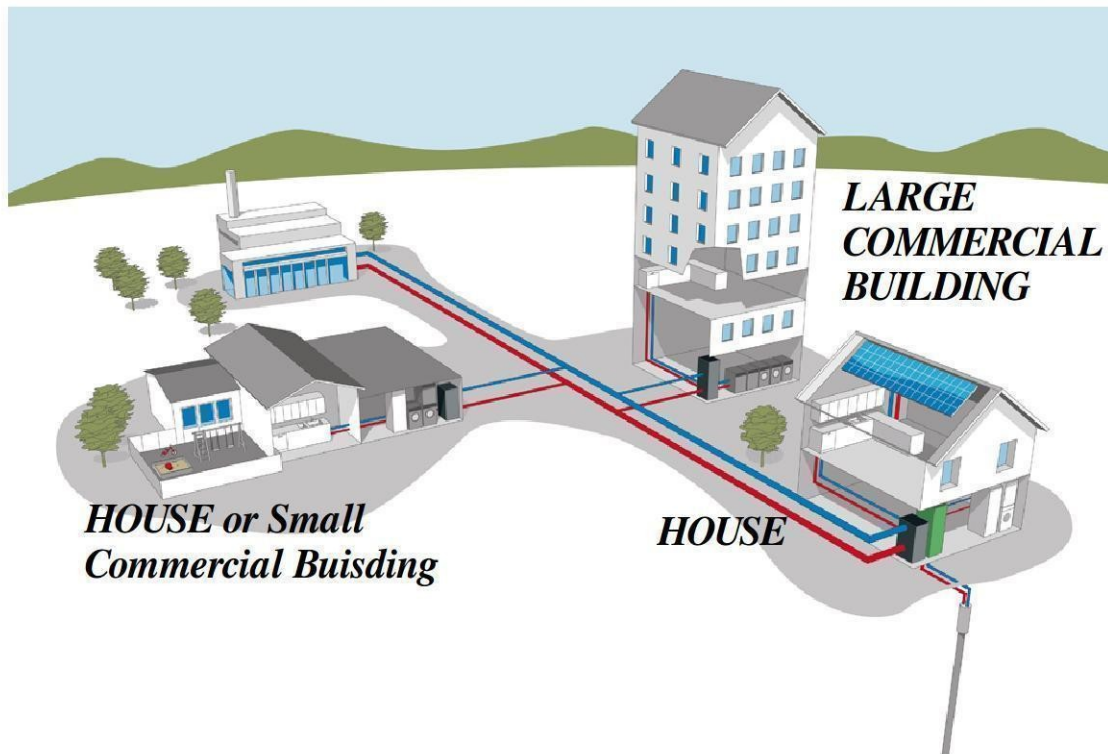 LARGE
COMMERCIAL
BUILDING
HOUSE or Small
Commercial Buisding
HOUSE